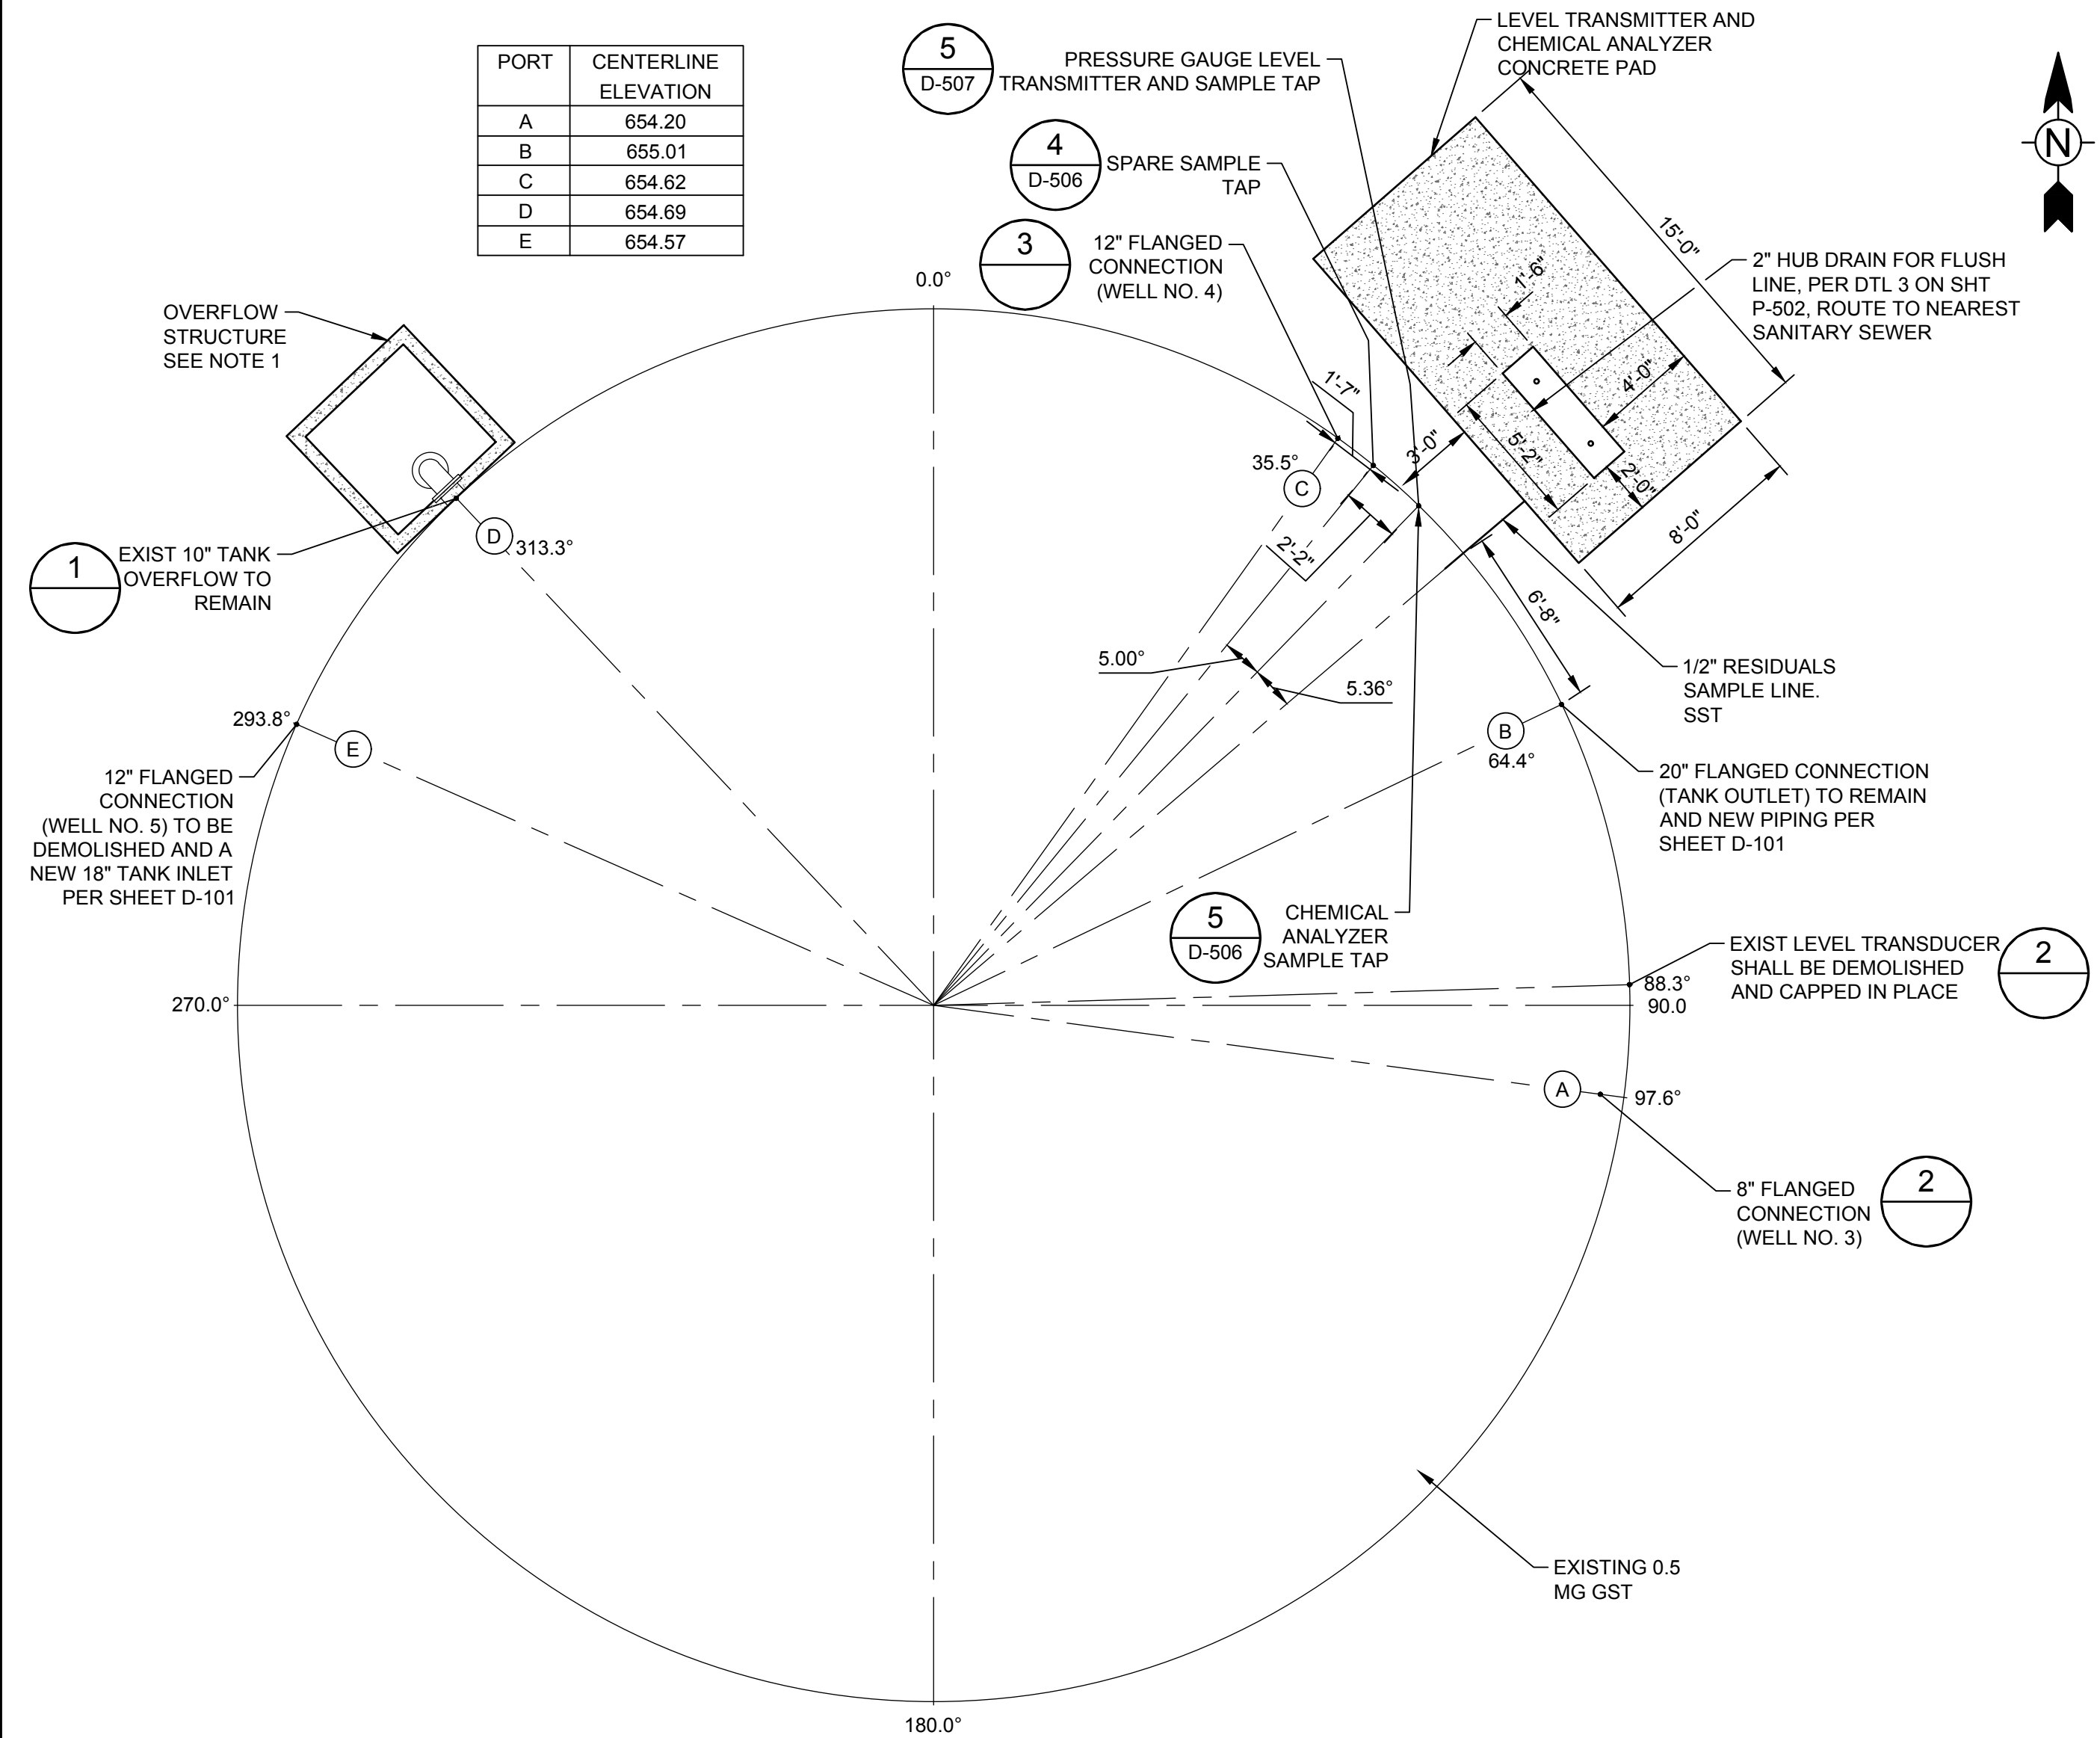 PORT CENTERLINE
ELEVATION
A 654.20
B 655.01
C 654.62
D 654.69
E 654.57
5
D-507
PRESSURE GAUGE LEVEL
TRANSMITTER AND SAMPLE TAP
LEVEL TRANSMITTER AND
CHEMICAL ANALYZER
CONCRETE PAD
N
4
D-506
SPARE SAMPLE
TAP
3
12" FLANGED
CONNECTION
(WELL NO. 4)
15'-0"
1'-6"
4'-0"
5'-2"
2'-0"
8'-0"
3'-0"
2" HUB DRAIN FOR FLUSH
LINE, PER DTL 3 ON SHT
P-502, ROUTE TO NEAREST
SANITARY SEWER
0.0°
OVERFLOW
STRUCTURE
SEE NOTE 1
1'-7"
35.5°
C
2'-2"
D
313.3°
1
EXIST 10" TANK
OVERFLOW TO
REMAIN
6'-8"
5.00°
5.36°
1/2" RESIDUALS
SAMPLE LINE.
SST
293.8°
E
B
64.4°
12" FLANGED
CONNECTION
(WELL NO. 5) TO BE
DEMOLISHED AND A
NEW 18" TANK INLET
PER SHEET D-101
20" FLANGED CONNECTION
(TANK OUTLET) TO REMAIN
AND NEW PIPING PER
SHEET D-101
5
D-506
CHEMICAL
ANALYZER
SAMPLE TAP
EXIST LEVEL TRANSDUCER
SHALL BE DEMOLISHED
AND CAPPED IN PLACE
2
88.3°
270.0°
90.0
A
97.6°
8" FLANGED
CONNECTION
(WELL NO. 3)
2
EXISTING 0.5
MG GST
180.0°